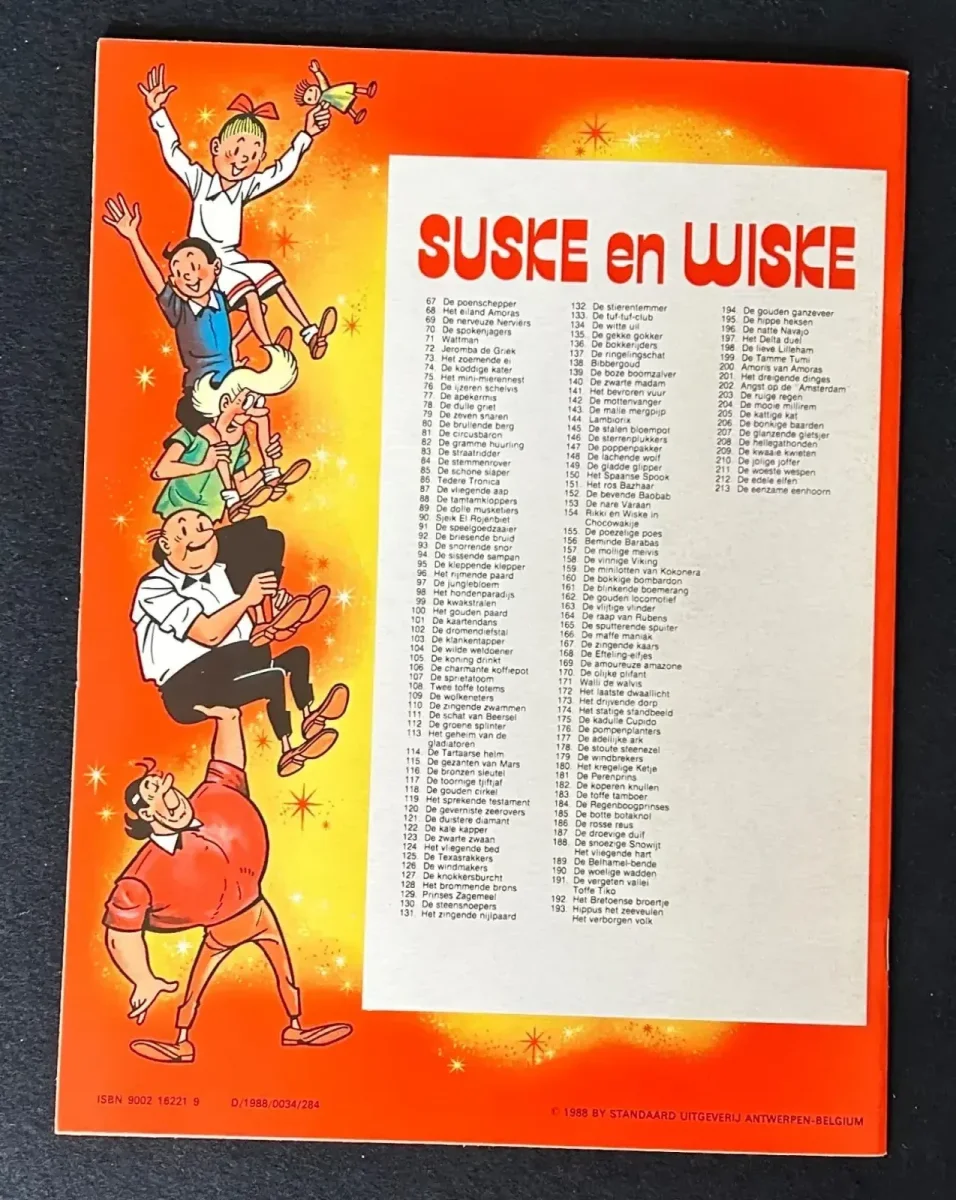 SUSKE en WISKE
67 De poenschepper
68 Het eiland Amoras
69 De nerveuze Nerviërs
70 De spokenjagers
71 Wattman
72 Jeromba de Griek
73 Het zoemende ei
74 De koddige kater
75 Het mini-mierennest
76 De ijzeren schelvis
77 De apekermis
78 De dulle griet
79 De zeven snaren
80 De brullende berg
81 De circusbaron
82 De gramme huurling
83 De straatridder
84 De stemmenrover
85 De schone slaper
86 Tedere Tronica
87 De vliegende aap
88 De tamtamkloppers
89 De dolle musketiers
90 Sjeik El Rojenbiet
91 De speelgoedzaaier
92 De briesende bruid
93 De snorrende snor
94 De sissende sampan
95 De kleppende klepper
96 Het rijmende paard
97 De junglebloem
98 Het hondenparadijs
99 De kwakstralen
100 Het gouden paard
101 De kaartendans
102 De dromendiefstal
103 De klankentapper
104 De wilde weldoener
105 De koning drinkt
106 De charmante koffiepot
107 De sprietatoom
108 Twee toffe totems
109 De wolkeneters
110 De zingende zwammen
111 De schat van Beersel
112 De groene splinter
113 Het geheim van de
gladiatoren
114 De Tartaarse helm
115 De gezanten van Mars
116 De bronzen sleutel
117 De toornige tjiftjaf
118 De gouden cirkel
119 Het sprekende testament
120 De geverniste zeerovers
121 De duistere diamant
122 De kale kapper
123 De zwarte zwaan
124 Het vliegende bed
125 De Texasrakkers
126 De windmakers
127 De knokkersburcht
128 Het brommende brons
129 Prinses Zagemeel
130 De steensnoepers
131 Het zingende nijlpaard
132 De stierentemmer
133 De tuf-tuf-club
134 De witte uil
135 De gekke gokker
136 De bokkerijders
137 De ringelingschat
138 Bibbergoud
139 De boze boomzalver
140 De zwarte madam
141 Het bevroren vuur
142 De mottenvanger
143 De malle mergpijp
144 Lambiorix
145 De stalen bloempot
146 De sterrenplukkers
147 De poppenpakker
148 De lachende wolf
149 De gladde glipper
150 Het Spaanse Spook
151 Het ros Bazhaar
152 De bevende Baobab
153 De nare Varaan
154 Rikki en Wiske in
Chocowakije
155 De poezelige poes
156 Beminde Barabas
157 De mollige meivis
158 De vinnige Viking
159 De minilotten van Kokonera
160 De bokkige bombardon
161 De blinkende boemerang
162 De gouden locomotief
163 De vlijtige vlinder
164 De raap van Rubens
165 De sputterende spuiter
166 De maffe maniak
167 De zingende kaars
168 De Efteling-elfjes
169 De amoureuze amazone
170 De olijke olifant
171 Walli de walvis
172 Het laatste dwaallicht
173 Het drijvende dorp
174 Het statige standbeeld
175 De kadulle Cupido
176 De pompenplanters
177 De adellijke ark
178 De stoute steenezel
179 De windbrekers
180 Het kregelige Ketje
181 De Perenprins
182 De koperen knullen
183 De toffe tamboer
184 De Regenboogprinses
185 De botte botaknol
186 De rosse reus
187 De droevige duif
188 De snoezige Snowijt
Het vliegende hart
189 De Belhamel-bende
190 De woelige wadden
191 De vergeten vallei
Toffe Tiko
192 Het Bretoense broertje
193 Hippus het zeeveulen
Het verborgen volk
194 De gouden ganzeveer
195 De hippe heksen
196 De natte Navajo
197 Het Delta duel
198 De lieve Lilleham
199 De Tamme Tumi
200 Amoris van Amoras
201 Het dreigende dinges
202 Angst op de "Amsterdam"
203 De ruige regen
204 De mooie millirem
205 De kattige kat
206 De bonkige baarden
207 De glanzende gletsjer
208 De hellegathonden
209 De kwaaie kwieten
210 De jolige joffer
211 De woeste wespen
212 De edele elfen
213 De eenzame eenhoorn
ISBN 9002 16221 9 D/1988/0034/284
© 1988 BY STANDAARD UITGEVERIJ ANTWERPEN-BELGIUM